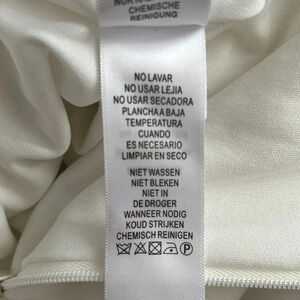 CHEMISCHE
REINIGUNG
NO LAVAR
NO USAR LEJIA
NO USAR SECADORA
PLANCHA A BAJA
TEMPERATURA
CUANDO
ES NECESARIO
LIMPIAR EN SECO
NIET WASSEN
NIET BLEKEN
NIET IN
DE DROGER
WANNEER NODIG
KOUD STRIJKEN
CHEMISCH REINIGEN
P